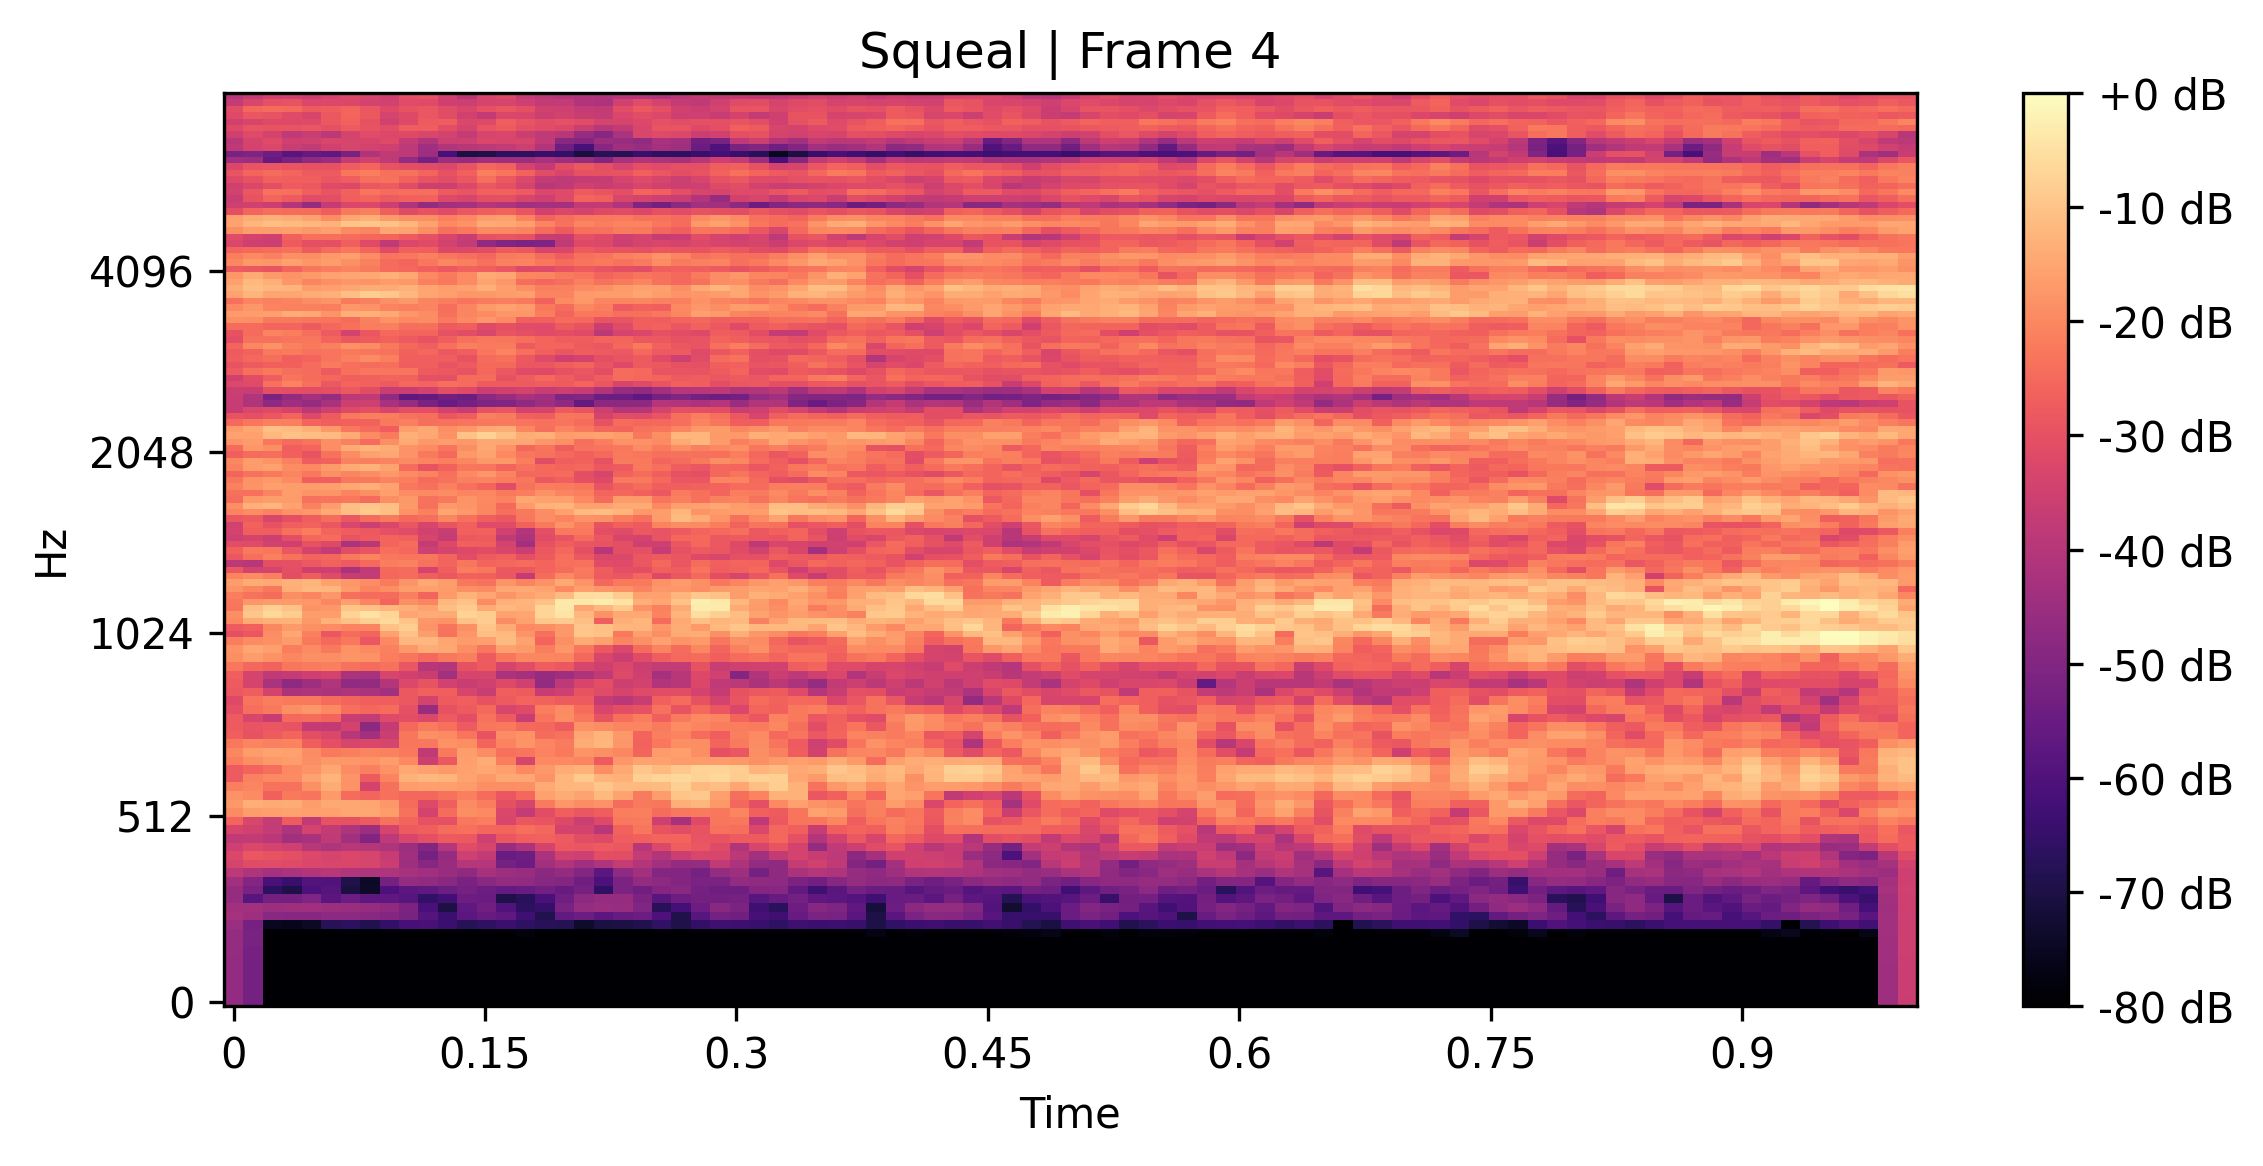 Squeal | Frame 4
+0 dB
-10 dB
-20 dB
-30 dB
-40 dB
-50 dB
-60 dB
-70 dB
-80 dB
Hz
4096
2048
1024
512
0
0 0.15 0.3 0.45 0.6 0.75 0.9
Time